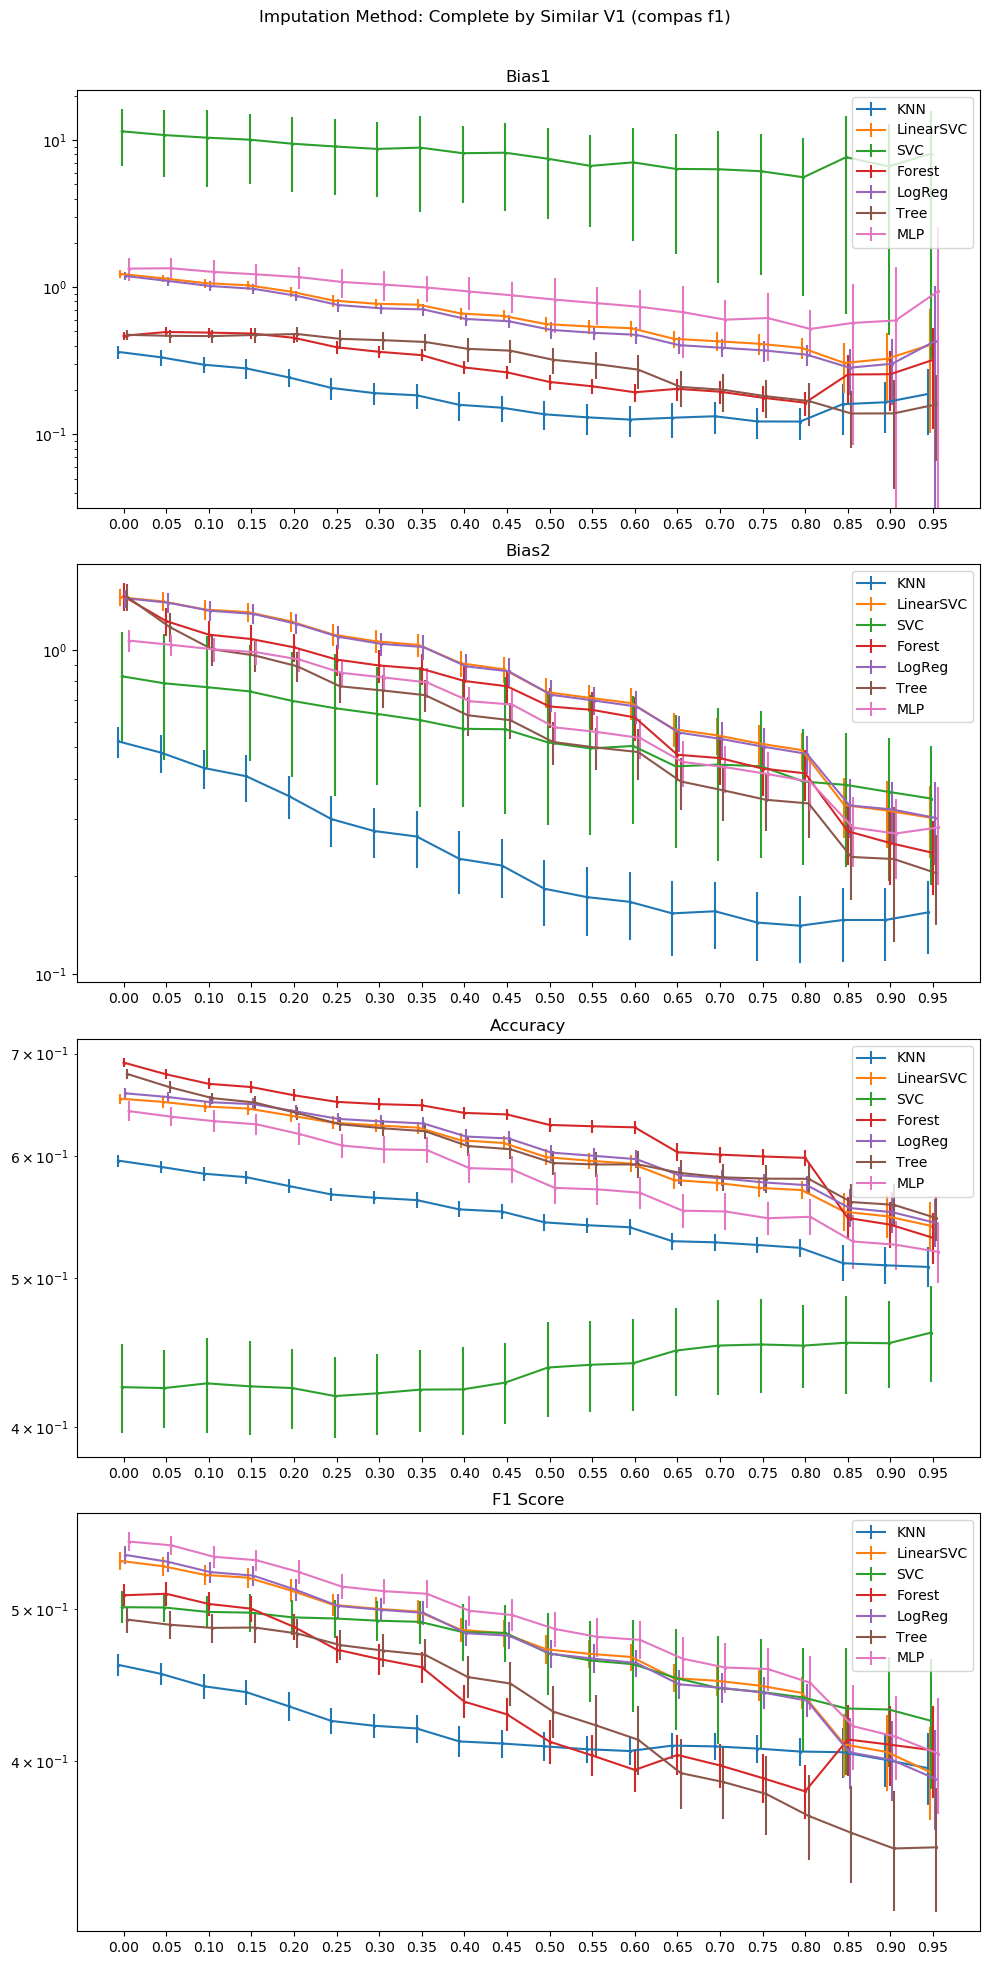 Imputation Method: Complete by Similar V1 (compas f1)
Bias1
KNN
LinearSVC
SVC
Forest
LogReg
Tree
MLP
10^1
10^0
10^-1
0.00 0.05 0.10 0.15 0.20 0.25 0.30 0.35 0.40 0.45 0.50 0.55 0.60 0.65 0.70 0.75 0.80 0.85 0.90 0.95
Bias2
KNN
LinearSVC
SVC
Forest
LogReg
Tree
MLP
10^0
10^-1
0.00 0.05 0.10 0.15 0.20 0.25 0.30 0.35 0.40 0.45 0.50 0.55 0.60 0.65 0.70 0.75 0.80 0.85 0.90 0.95
Accuracy
KNN
LinearSVC
SVC
Forest
LogReg
Tree
MLP
7 × 10^-1
6 × 10^-1
5 × 10^-1
4 × 10^-1
0.00 0.05 0.10 0.15 0.20 0.25 0.30 0.35 0.40 0.45 0.50 0.55 0.60 0.65 0.70 0.75 0.80 0.85 0.90 0.95
F1 Score
KNN
LinearSVC
SVC
Forest
LogReg
Tree
MLP
5 × 10^-1
4 × 10^-1
0.00 0.05 0.10 0.15 0.20 0.25 0.30 0.35 0.40 0.45 0.50 0.55 0.60 0.65 0.70 0.75 0.80 0.85 0.90 0.95